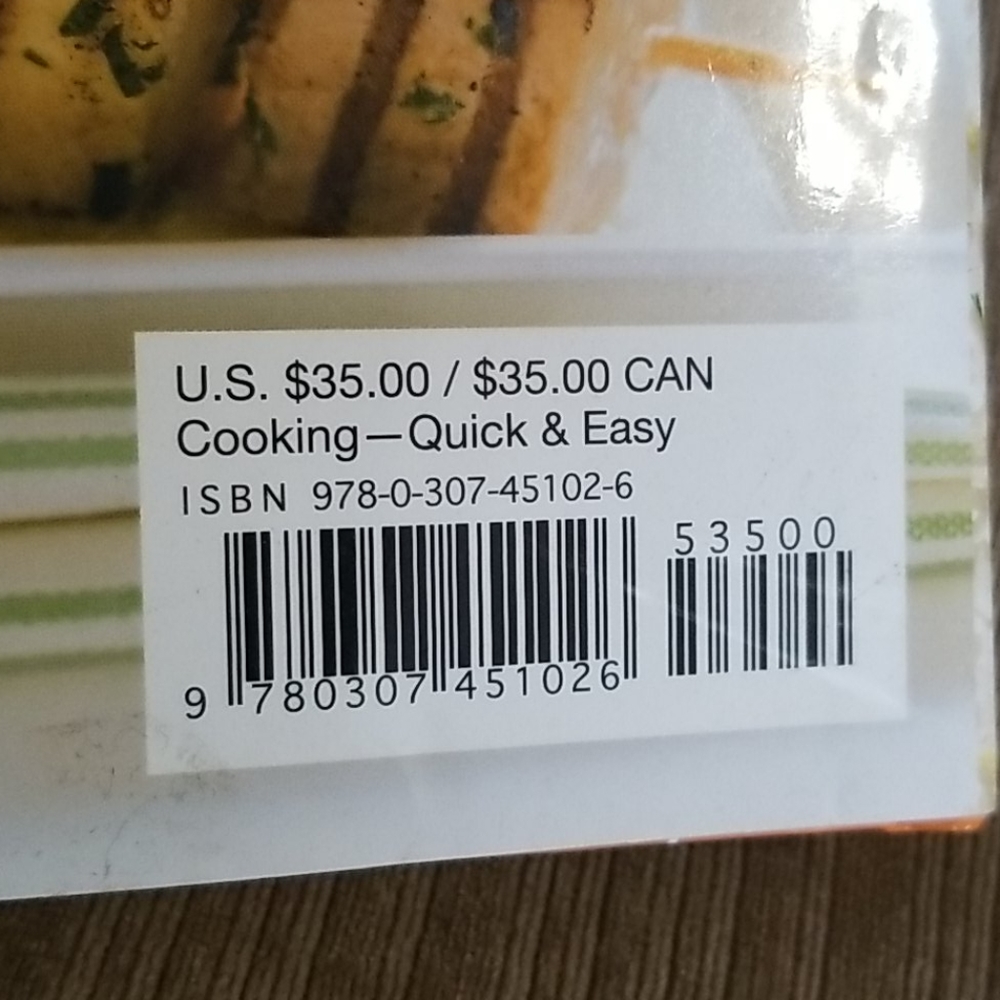 U.S. $35.00 / $35.00 CAN
Cooking—Quick & Easy
ISBN 978-0-307-45102-6
53500
9 780307 451026